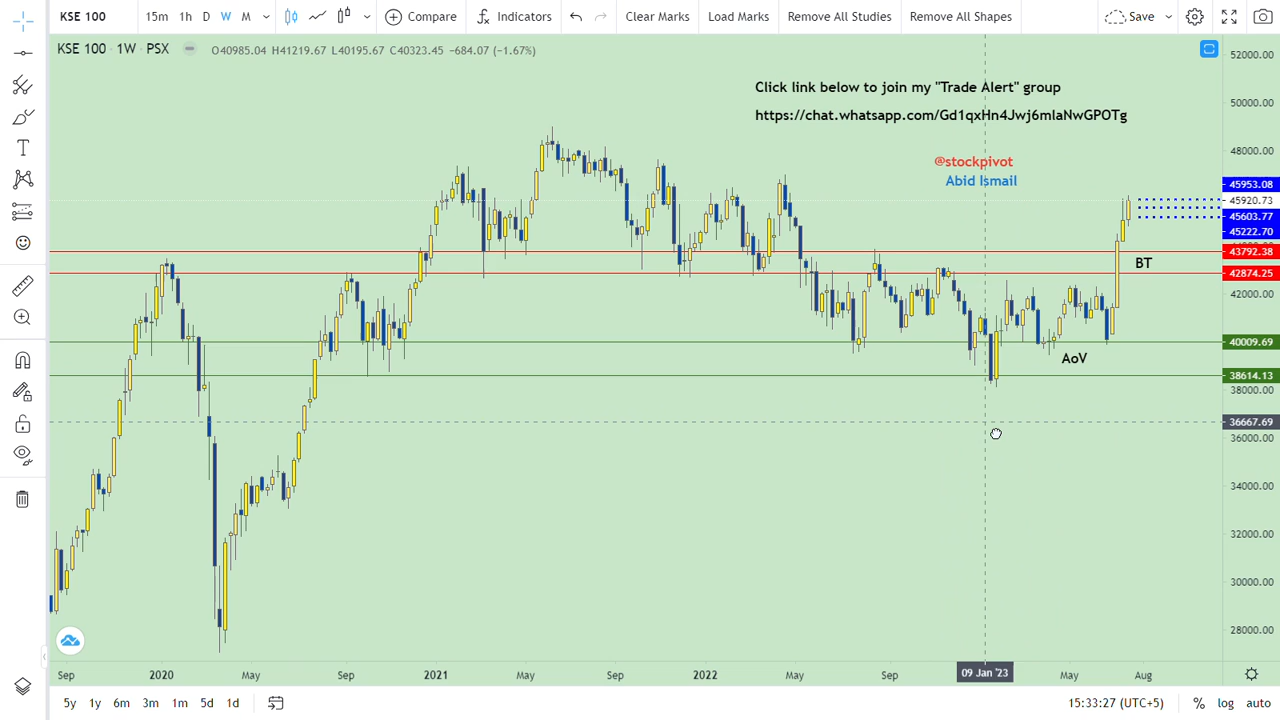 KSE 100 15m 1h D W M Compare Indicators Clear Marks Load Marks Remove All Studies Remove All Shapes Save
KSE 100 · 1W · PSX O40985.04 H41219.67 L40195.67 C40323.45 −684.07 (−1.67%)
52000.00
Click link below to join my "Trade Alert" group
50000.00
https://chat.whatsapp.com/Gd1qxHn4Jwj6mlaNwGPOTg
48000.00
@stockpivot
Abid Ismail
45953.08
45920.73
45603.77
45222.70
43792.38
BT
42874.25
42000.00
40009.69
AoV
38614.13
38000.00
36667.69
36000.00
34000.00
32000.00
30000.00
28000.00
Sep 2020 May Sep 2021 May Sep 2022 May Sep 09 Jan '23 May Aug
5y 1y 6m 3m 1m 5d 1d 15:33:27 (UTC+5) % log auto